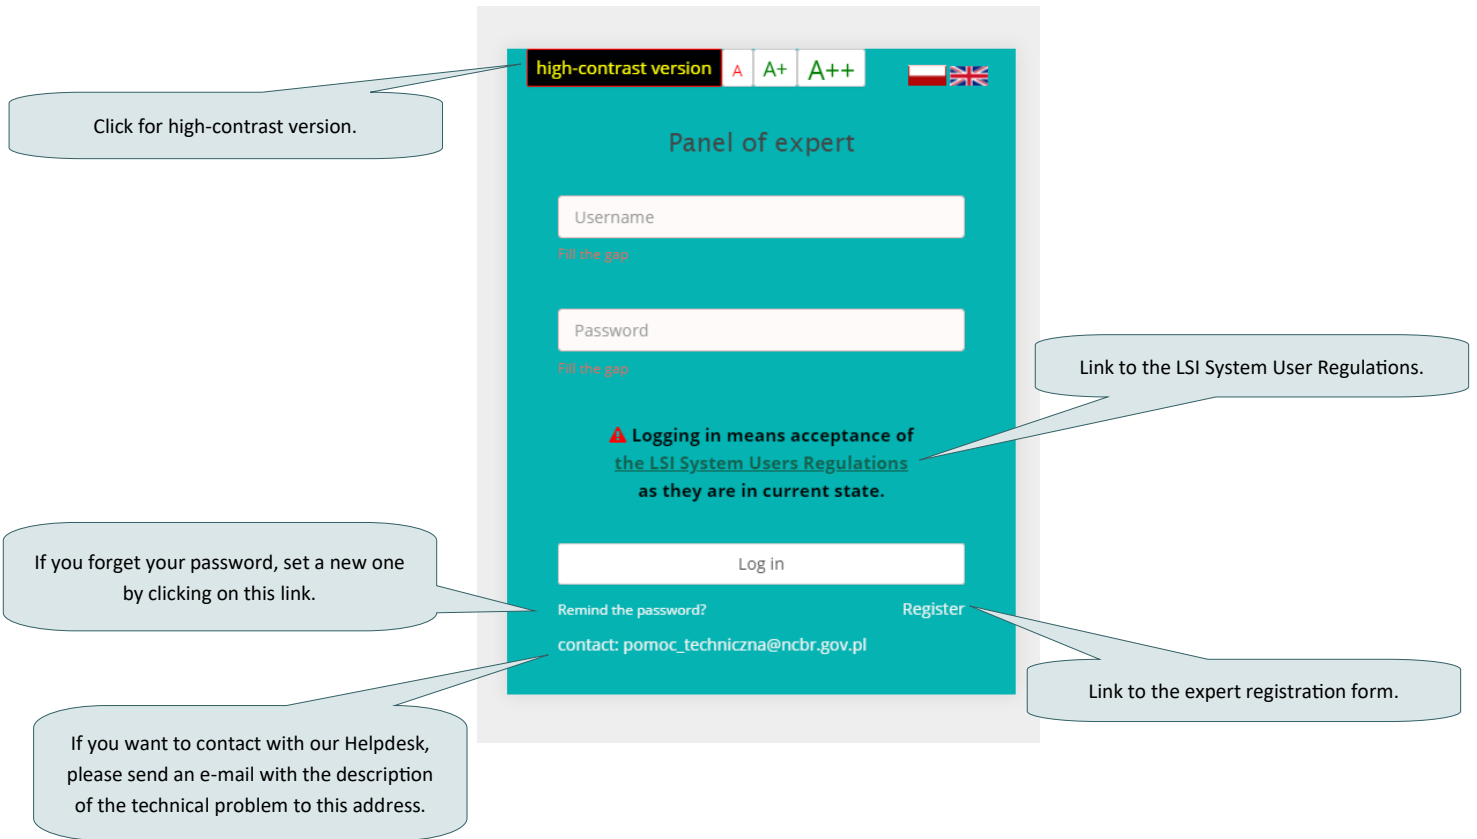 high-contrast version A A+ A++
Click for high-contrast version.
Panel of expert
Username
Fill the gap
Password
Fill the gap
Link to the LSI System User Regulations.
Logging in means acceptance of
the LSI System Users Regulations
as they are in current state.
If you forget your password, set a new one
by clicking on this link.
Log in
Remind the password? Register
contact: pomoc_techniczna@ncbr.gov.pl
Link to the expert registration form.
If you want to contact with our Helpdesk,
please send an e-mail with the description
of the technical problem to this address.